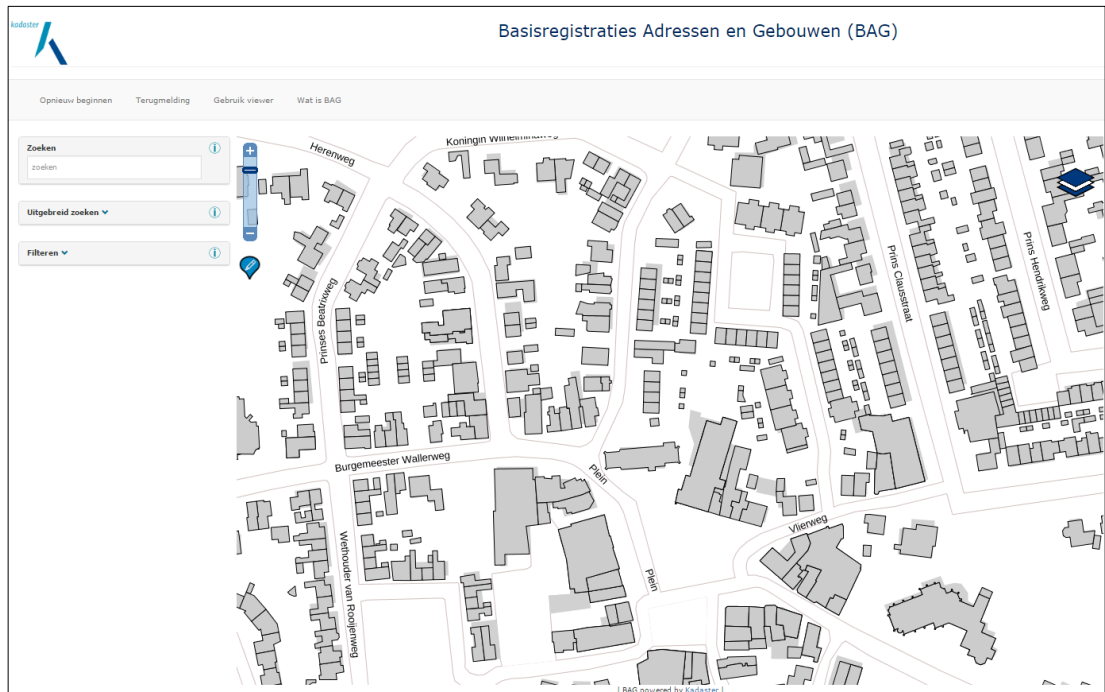 kadaster
Basisregistraties Adressen en Gebouwen (BAG)
Opnieuw beginnen Terugmelding Gebruik viewer Wat is BAG
Zoeken
zoeken
Uitgebreid zoeken
Filteren
Herenweg
Koningin Wilhelminaweg
Prinses Beatrixweg
Prins Clausstraat
Prins Hendrikweg
Burgemeester Wallerweg
Plein
Vlierweg
Wethouder van Rooijenweg
Plein
| BAG powered by Kadaster |